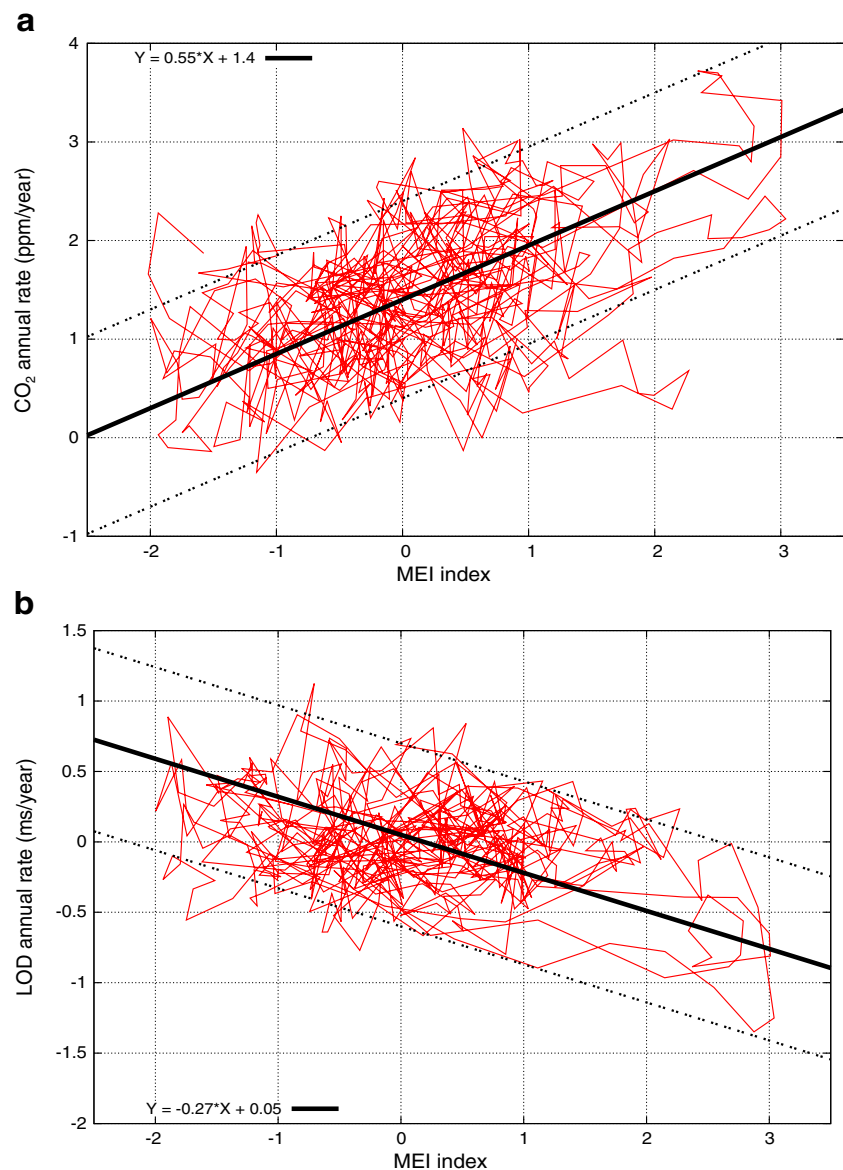 a
Y = 0.55*X + 1.4
4
3
2
1
0
-1
CO₂ annual rate (ppm/year)
-2 -1 0 1 2 3
MEI index
b
1.5
1
0.5
0
-0.5
-1
-1.5
-2
LOD annual rate (ms/year)
Y = -0.27*X + 0.05
-2 -1 0 1 2 3
MEI index